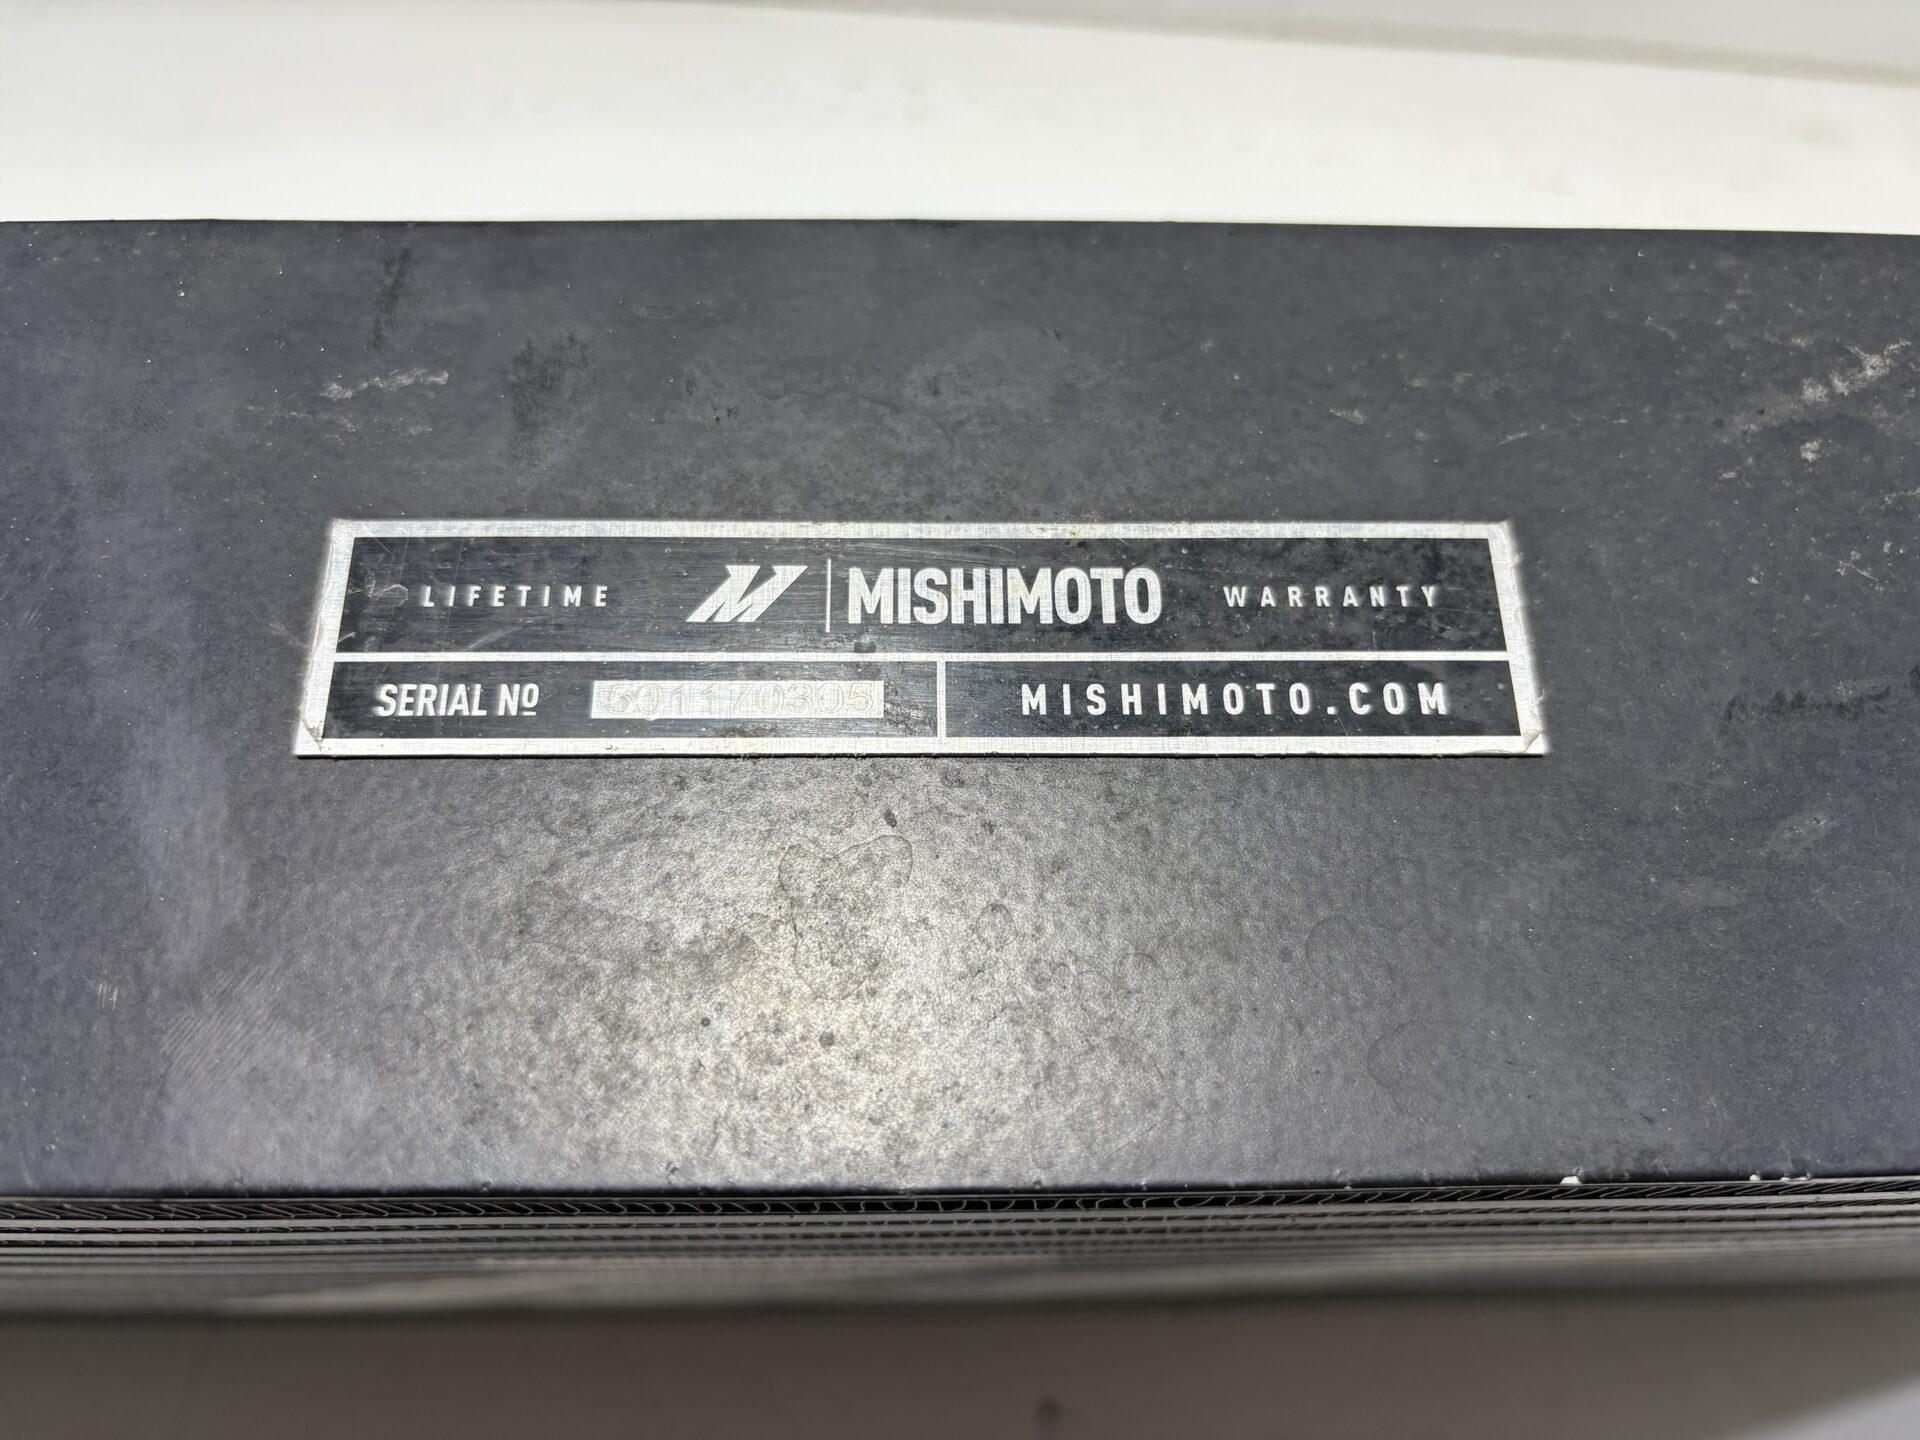 LIFETIME MISHIMOTO WARRANTY
SERIAL Nº 501170305 MISHIMOTO.COM